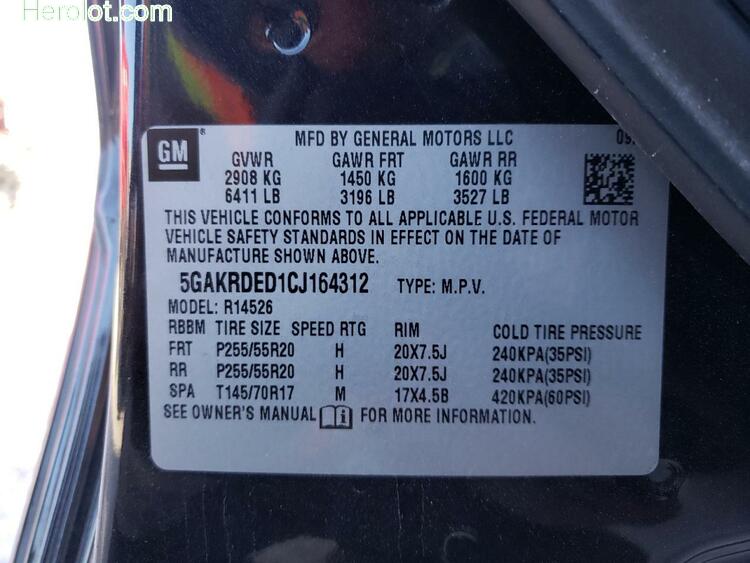 Herolot.com
GM ® MFD BY GENERAL MOTORS LLC 09
GVWR GAWR FRT GAWR RR
2908 KG 1450 KG 1600 KG
6411 LB 3196 LB 3527 LB
THIS VEHICLE CONFORMS TO ALL APPLICABLE U.S. FEDERAL MOTOR
VEHICLE SAFETY STANDARDS IN EFFECT ON THE DATE OF
MANUFACTURE SHOWN ABOVE.
5GAKRDED1CJ164312 TYPE: M.P.V.
MODEL: R14526
RBBM TIRE SIZE SPEED RTG RIM COLD TIRE PRESSURE
FRT P255/55R20 H 20X7.5J 240KPA(35PSI)
RR P255/55R20 H 20X7.5J 240KPA(35PSI)
SPA T145/70R17 M 17X4.5B 420KPA(60PSI)
SEE OWNER'S MANUAL FOR MORE INFORMATION.